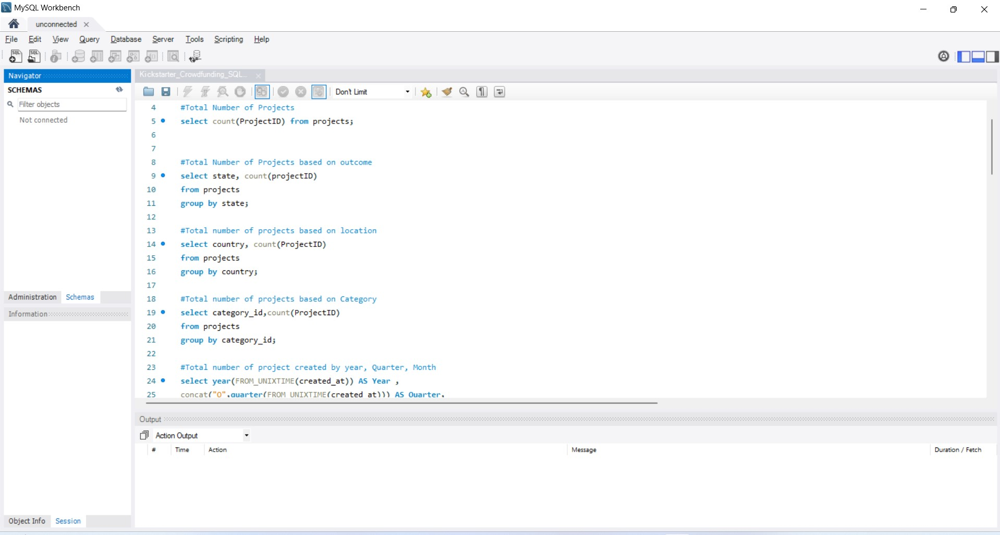 MySQL Workbench
unconnected
File Edit View Query Database Server Tools Scripting Help
Navigator
SCHEMAS
Filter objects
Not connected
Administration Schemas
Information
Object Info Session
Kickstarter_Crowdfunding_SQL...
Don't Limit
4 #Total Number of Projects
5 select count(ProjectID) from projects;
6
7
8 #Total Number of Projects based on outcome
9 select state, count(projectID)
10 from projects
11 group by state;
12
13 #Total number of projects based on location
14 select country, count(ProjectID)
15 from projects
16 group by country;
17
18 #Total number of projects based on Category
19 select category_id,count(ProjectID)
20 from projects
21 group by category_id;
22
23 #Total number of project created by year, Quarter, Month
24 select year(FROM_UNIXTIME(created_at)) AS Year ,
25 concat("Q",quarter(FROM_UNIXTIME(created_at))) AS Quarter,
Output
Action Output
# Time Action Message Duration / Fetch